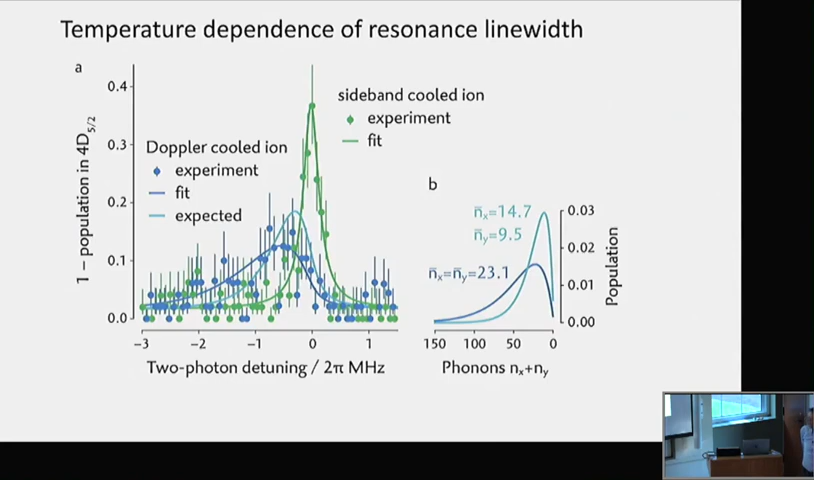 Temperature dependence of resonance linewidth
a
1 – population in 4D5/2
0.4
0.3
0.2
0.1
0.0
sideband cooled ion
experiment
fit
Doppler cooled ion
experiment
fit
expected
−3 −2 −1 0 1
Two-photon detuning / 2π MHz
b
n̄x=14.7
n̄y=9.5
n̄x=n̄y=23.1
0.03
0.02
0.01
0.00
Population
150 100 50 0
Phonons nx+ny